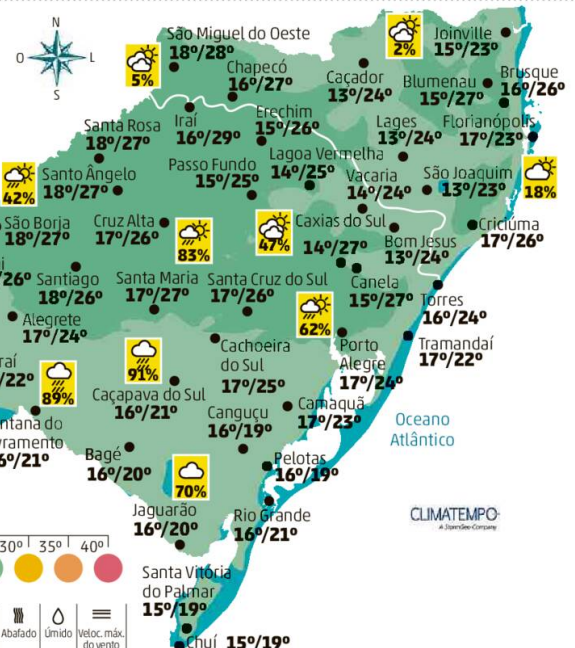 N
O
L
S
São Miguel do Oeste
18º/28º
5%
Chapecó
16º/27º
2%
Joinville
15º/23º
Caçador
13º/24º
Blumenau
15º/27º
Brusque
16º/26º
Santa Rosa
18º/27º
Iraí
16º/29º
Erechim
15º/26º
Lages
13º/24º
Florianópolis
17º/23º
42%
Santo Ângelo
18º/27º
Passo Fundo
15º/25º
Lagoa Vermelha
14º/25º
Vacaria
14º/24º
São Joaquim
13º/23º
18%
São Borja
18º/27º
Cruz Alta
17º/26º
83%
47%
Caxias do Sul
14º/27º
Bom Jesus
13º/24º
Criciúma
17º/26º
26º
Santiago
18º/26º
Santa Maria
17º/27º
Santa Cruz do Sul
17º/26º
Canela
15º/27º
Torres
16º/24º
Alegrete
17º/24º
62%
Tramandaí
17º/22º
raí
/22º
89%
91%
Cachoeira
do Sul
17º/25º
Porto
Alegre
17º/24º
Caçapava do Sul
16º/21º
Canguçu
16º/19º
Camaquã
17º/23º
Oceano
Atlântico
ntana do
vramento
6º/21º
Bagé
16º/20º
70%
Pelotas
16º/19º
Jaguarão
16º/20º
Rio Grande
16º/21º
CLIMATEMPO
A StormGeo Company
30º 35º 40º
Santa Vitória
do Palmar
15º/19º
Abafado
Úmido
Veloc. máx.
do vento
Chuí 15º/19º